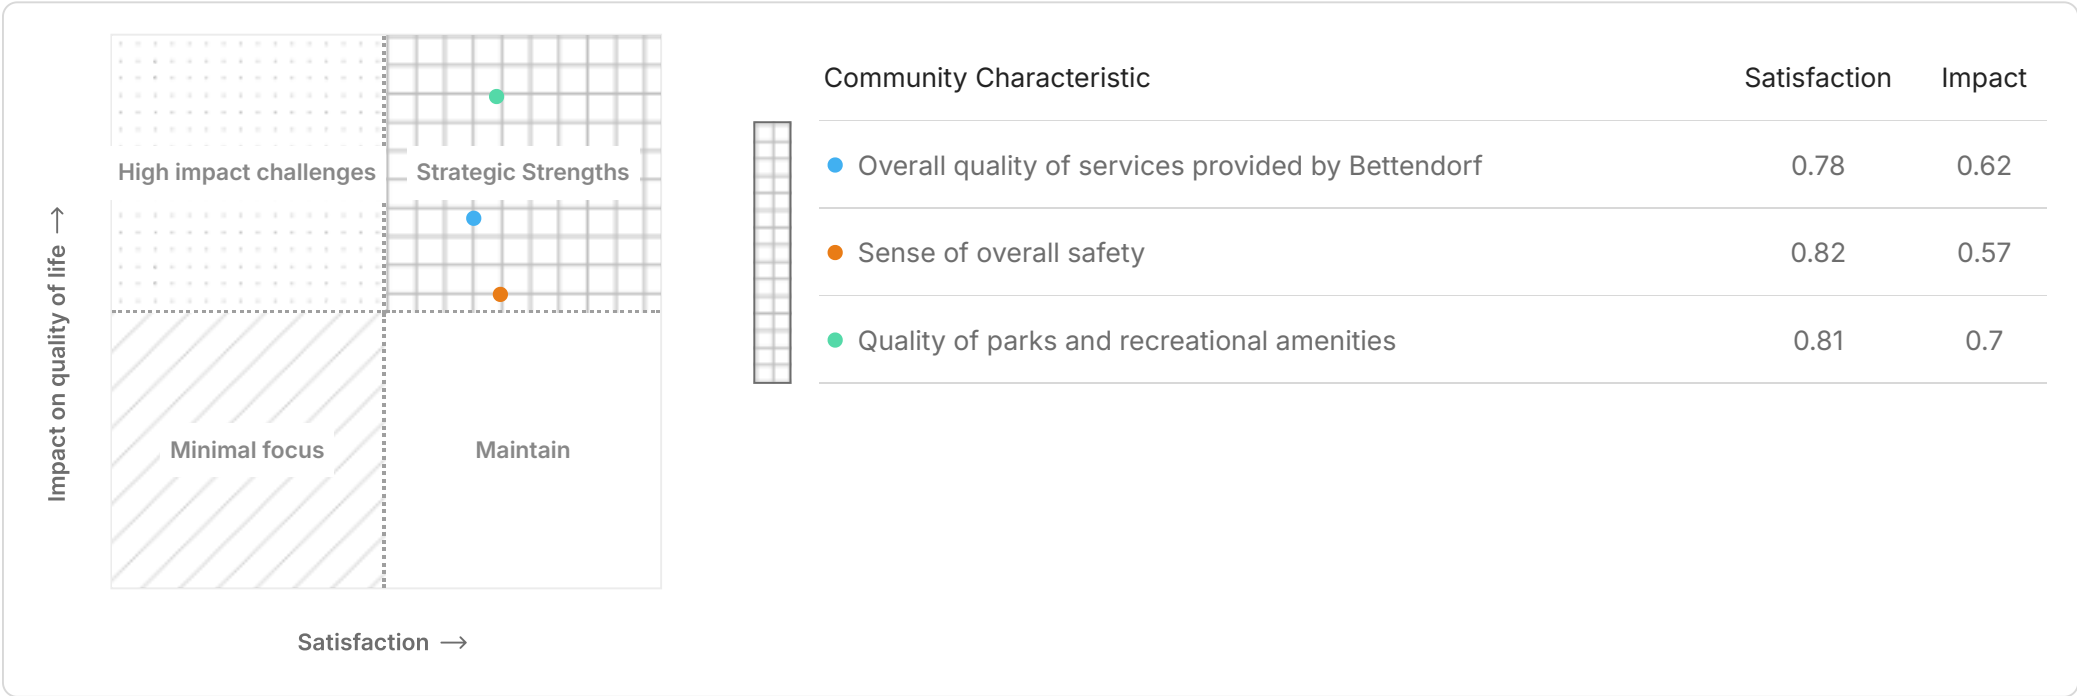 High impact challenges
Strategic Strengths
Minimal focus
Maintain
Impact on quality of life →
Satisfaction →
Community Characteristic Satisfaction Impact
Overall quality of services provided by Bettendorf 0.78 0.62
Sense of overall safety 0.82 0.57
Quality of parks and recreational amenities 0.81 0.7